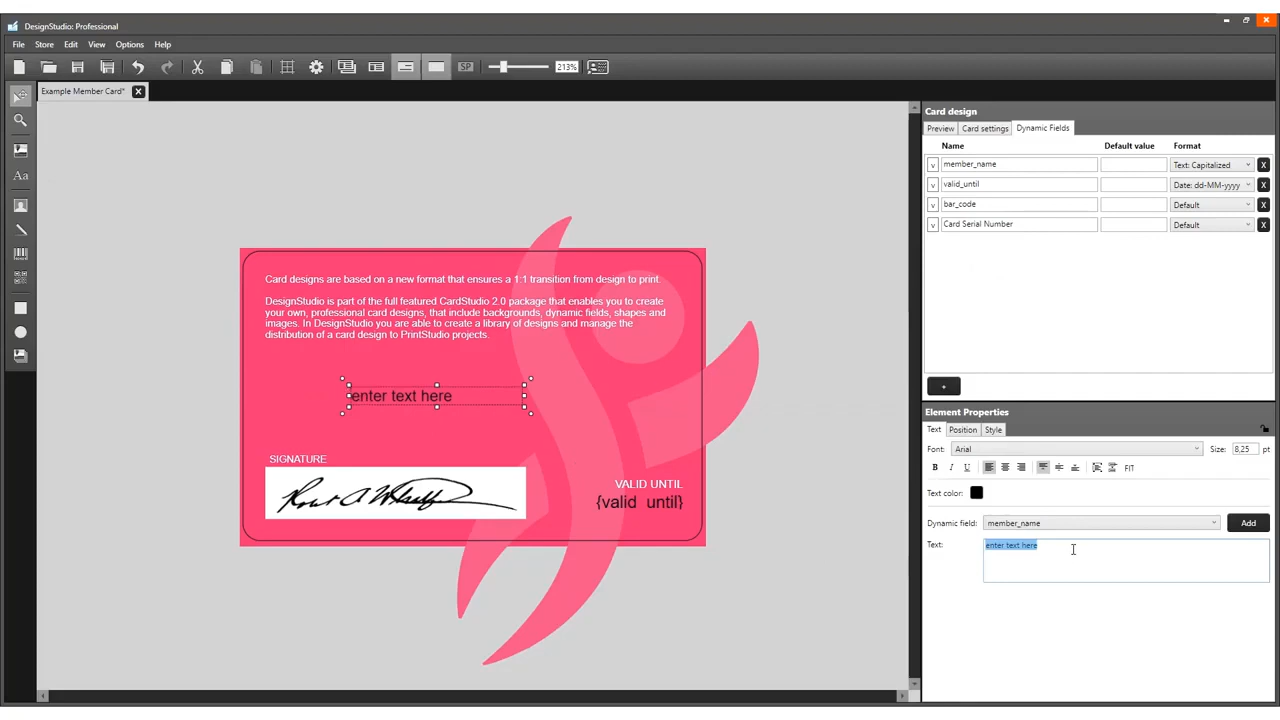 DesignStudio: Professional
File Store Edit View Options Help
SP 213%
Example Member Card* X
Card design
Preview Card settings Dynamic Fields
Name Default value Format
v member_name Text: Capitalized X
v valid_until Date: dd-MM-yyyy X
v bar_code Default X
v Card Serial Number Default X
+
Card designs are based on a new format that ensures a 1:1 transition from design to print.
DesignStudio is part of the full featured CardStudio 2.0 package that enables you to create
your own, professional card designs, that include backgrounds, dynamic fields, shapes and
images. In DesignStudio you are able to create a library of designs and manage the
distribution of a card design to PrintStudio projects.
enter text here
SIGNATURE
VALID UNTIL
{valid_until}
Element Properties
Text Position Style
Font: Arial Size: 8,25 pt
B I U FIT
Text color:
Dynamic field: member_name Add
Text: enter text here
Aa